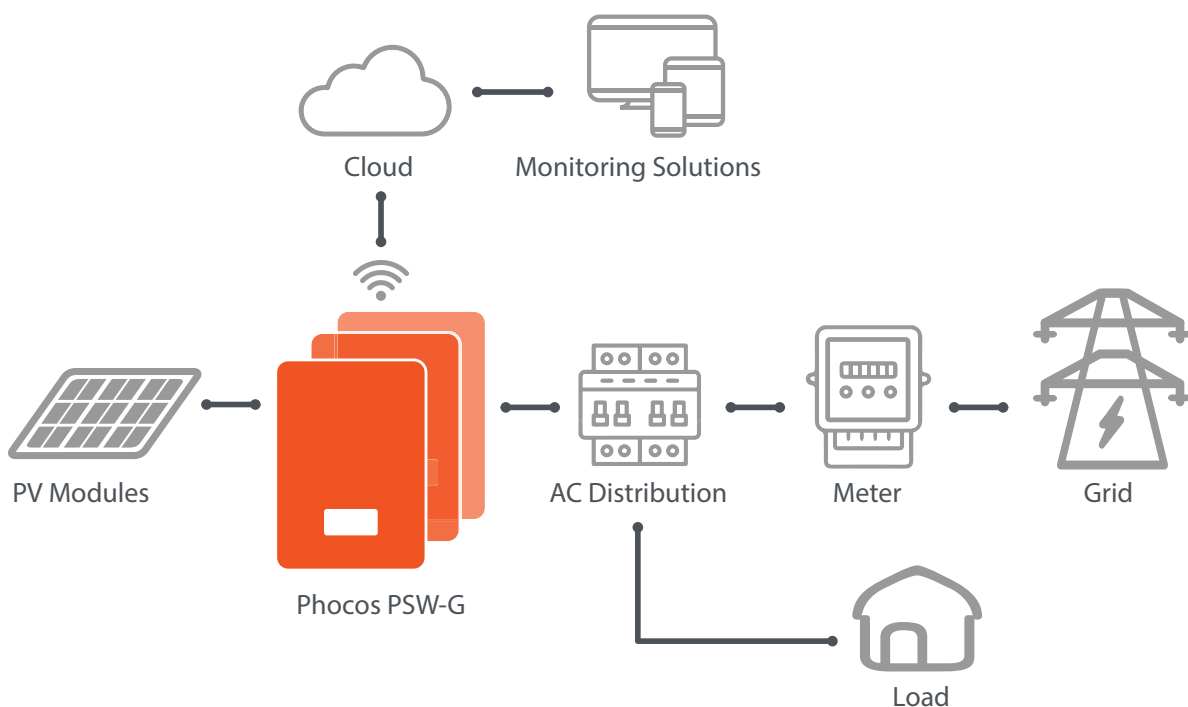 Cloud
Monitoring Solutions
PV Modules
AC Distribution
Meter
Grid
Phocos PSW-G
Load